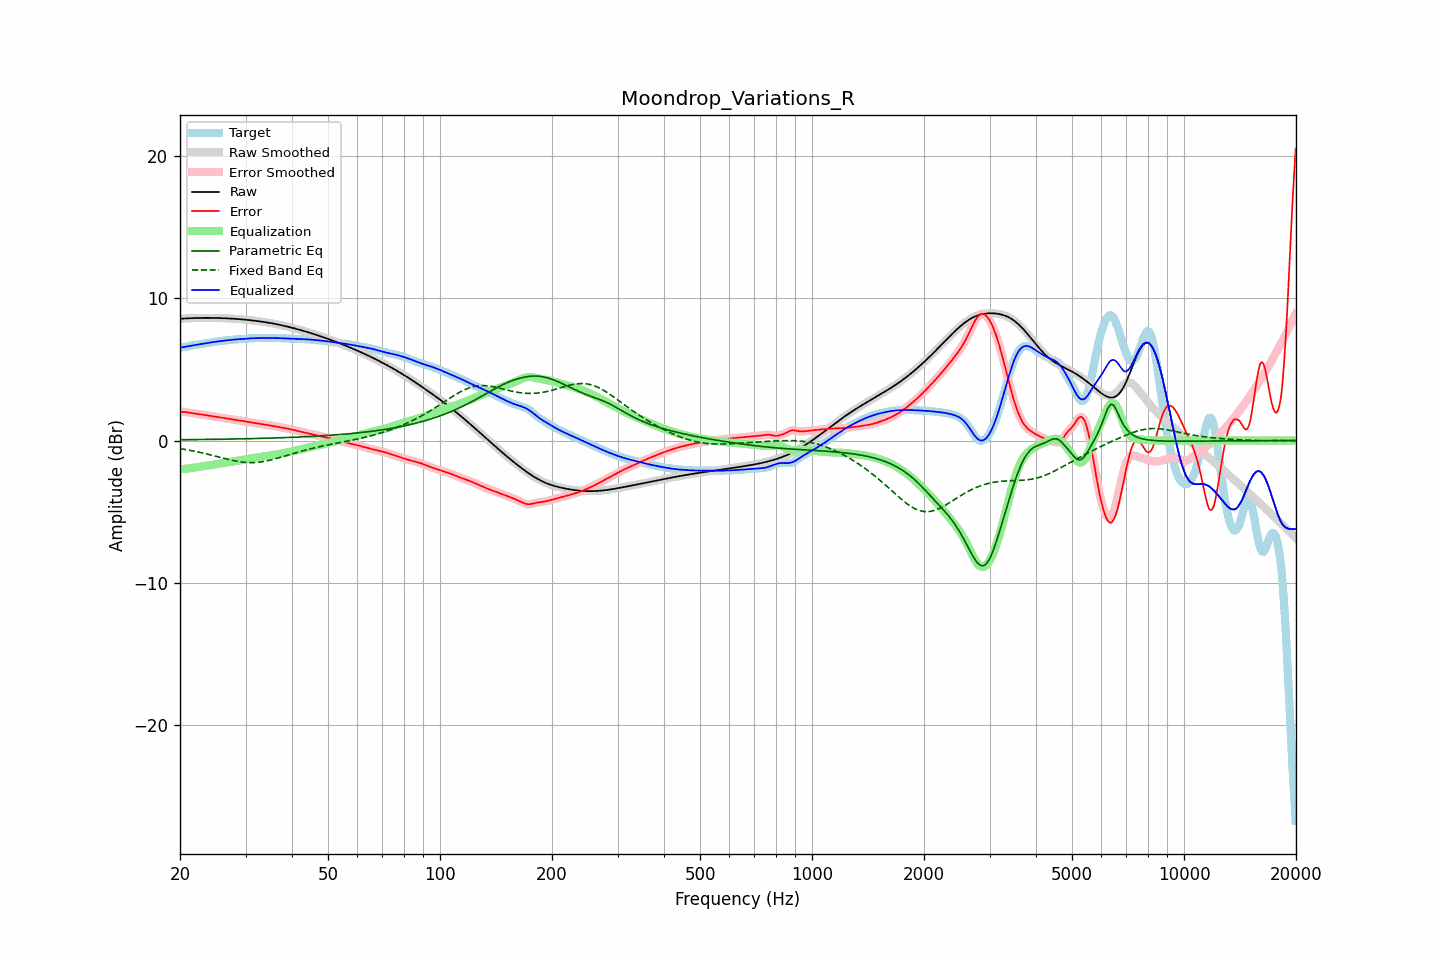 Moondrop_Variations_R
Target
Raw Smoothed
Error Smoothed
Raw
Error
Equalization
Parametric Eq
Fixed Band Eq
Equalized
20
10
0
−10
−20
Amplitude (dBr)
20
50
100
200
500
1000
2000
5000
10000
20000
Frequency (Hz)